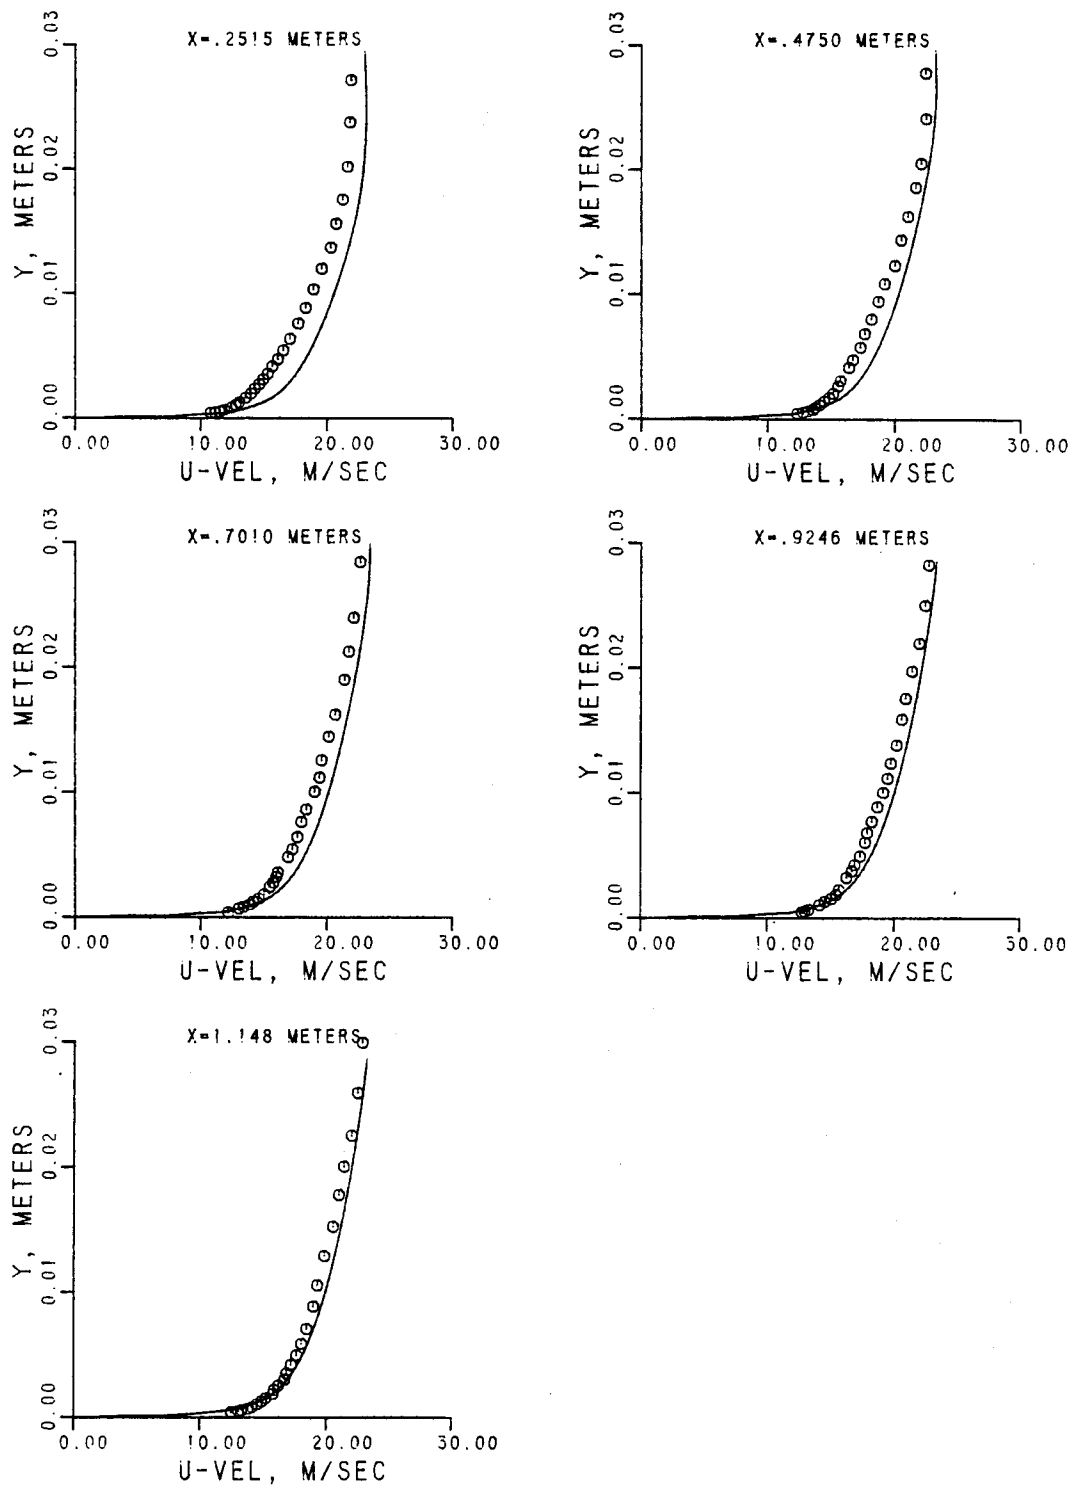 X=.2515 METERS
0.03
0.02
0.01
0.00
Y, METERS
0.00 10.00 20.00 30.00
U-VEL, M/SEC
X=.4750 METERS
0.03
0.02
0.01
0.00
Y, METERS
0.00 10.00 20.00 30.00
U-VEL, M/SEC
X=.7010 METERS
0.03
0.02
0.01
0.00
Y, METERS
0.00 10.00 20.00 30.00
U-VEL, M/SEC
X=.9246 METERS
0.03
0.02
0.01
0.00
Y, METERS
0.00 10.00 20.00 30.00
U-VEL, M/SEC
X=1.148 METERS
0.03
0.02
0.01
0.00
Y, METERS
0.00 10.00 20.00 30.00
U-VEL, M/SEC